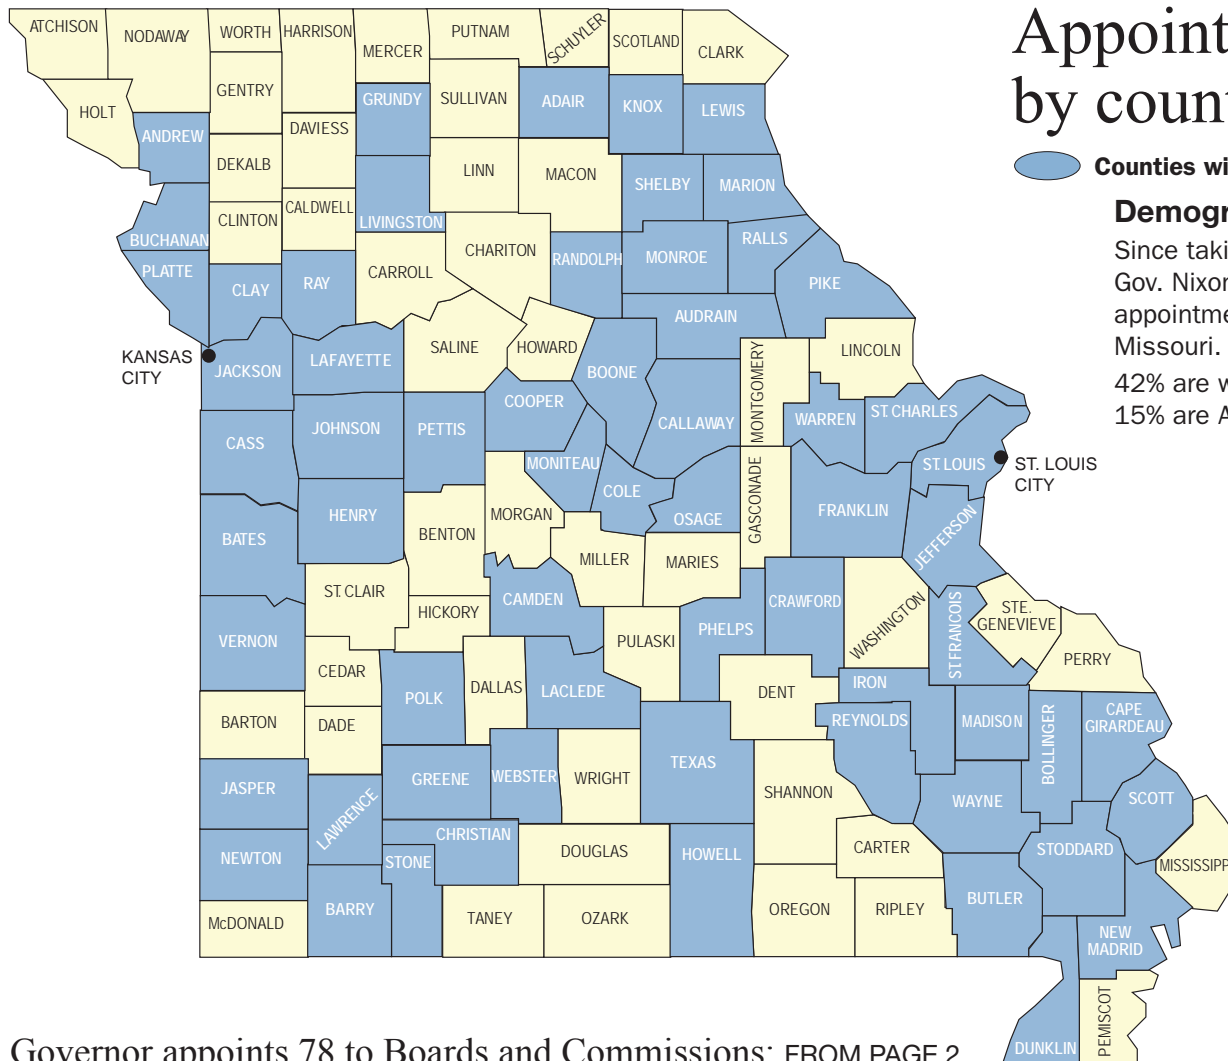 Appoint
by count
Counties wi
Demogr
Since taki
Gov. Nixon
appointme
Missouri.
42% are w
15% are A
ATCHISON
NODAWAY
WORTH
HARRISON
MERCER
PUTNAM
SCHUYLER
SCOTLAND
CLARK
HOLT
GENTRY
GRUNDY
SULLIVAN
ADAIR
KNOX
LEWIS
ANDREW
DAVIESS
DEKALB
LINN
MACON
SHELBY
MARION
CLINTON
CALDWELL
LIVINGSTON
BUCHANAN
CHARITON
RANDOLPH
MONROE
RALLS
PLATTE
CLAY
RAY
CARROLL
PIKE
AUDRAIN
KANSAS
CITY
JACKSON
LAFAYETTE
SALINE
HOWARD
BOONE
MONTGOMERY
LINCOLN
COOPER
CALLAWAY
WARREN
ST. CHARLES
CASS
JOHNSON
PETTIS
MONITEAU
COLE
ST. LOUIS
ST. LOUIS
CITY
HENRY
MORGAN
OSAGE
GASCONADE
FRANKLIN
JEFFERSON
BATES
BENTON
MILLER
MARIES
ST. CLAIR
HICKORY
CAMDEN
CRAWFORD
WASHINGTON
ST. FRANCOIS
STE.
GENEVIEVE
VERNON
PULASKI
PHELPS
PERRY
CEDAR
POLK
DALLAS
LACLEDE
DENT
IRON
BARTON
DADE
REYNOLDS
MADISON
BOLLINGER
CAPE
GIRARDEAU
JASPER
LAWRENCE
GREENE
WEBSTER
WRIGHT
TEXAS
SHANNON
WAYNE
SCOTT
NEWTON
CHRISTIAN
STONE
DOUGLAS
HOWELL
CARTER
STODDARD
MISSISSIPP
McDONALD
BARRY
TANEY
OZARK
OREGON
RIPLEY
BUTLER
NEW
MADRID
DUNKLIN
PEMISCOT
Governor appoints 78 to Boards and Commissions: FROM PAGE 2